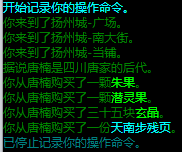 开始记录你的操作命令。
你来到了扬州城-广场。
你来到了扬州城-南大街。
你来到了扬州城-当铺。
据说唐楠是四川唐家的后代。
你从唐楠购买了一颗朱果。
你从唐楠购买了一颗潜灵果。
你从唐楠购买了三十五块玄晶。
你从唐楠购买了一份天南步残页。
已停止记录你的操作命令。